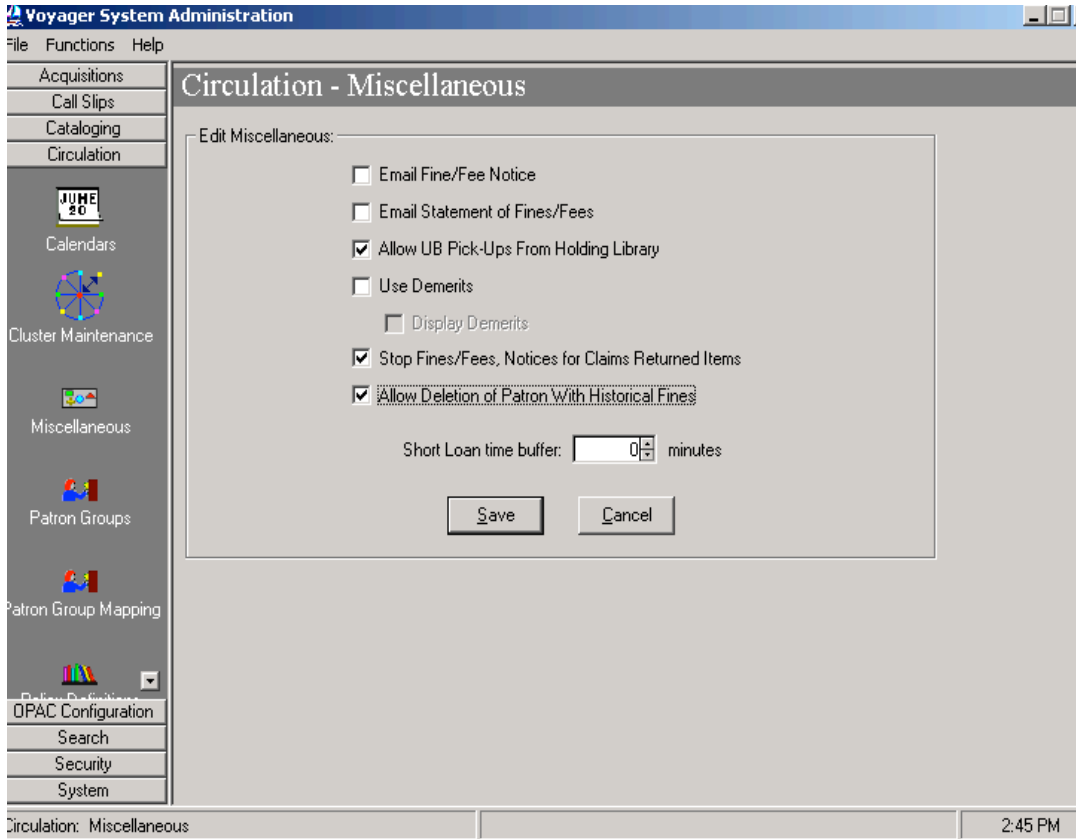 Voyager System Administration
File Functions Help
Acquisitions
Call Slips
Cataloging
Circulation
JUNE
20
Calendars
Cluster Maintenance
Miscellaneous
Patron Groups
Patron Group Mapping
Policy Definitions
OPAC Configuration
Search
Security
System
Circulation - Miscellaneous
Edit Miscellaneous:
Email Fine/Fee Notice
Email Statement of Fines/Fees
Allow UB Pick-Ups From Holding Library
Use Demerits
Display Demerits
Stop Fines/Fees, Notices for Claims Returned Items
Allow Deletion of Patron With Historical Fines
Short Loan time buffer: 0 minutes
Save Cancel
Circulation: Miscellaneous 2:45 PM